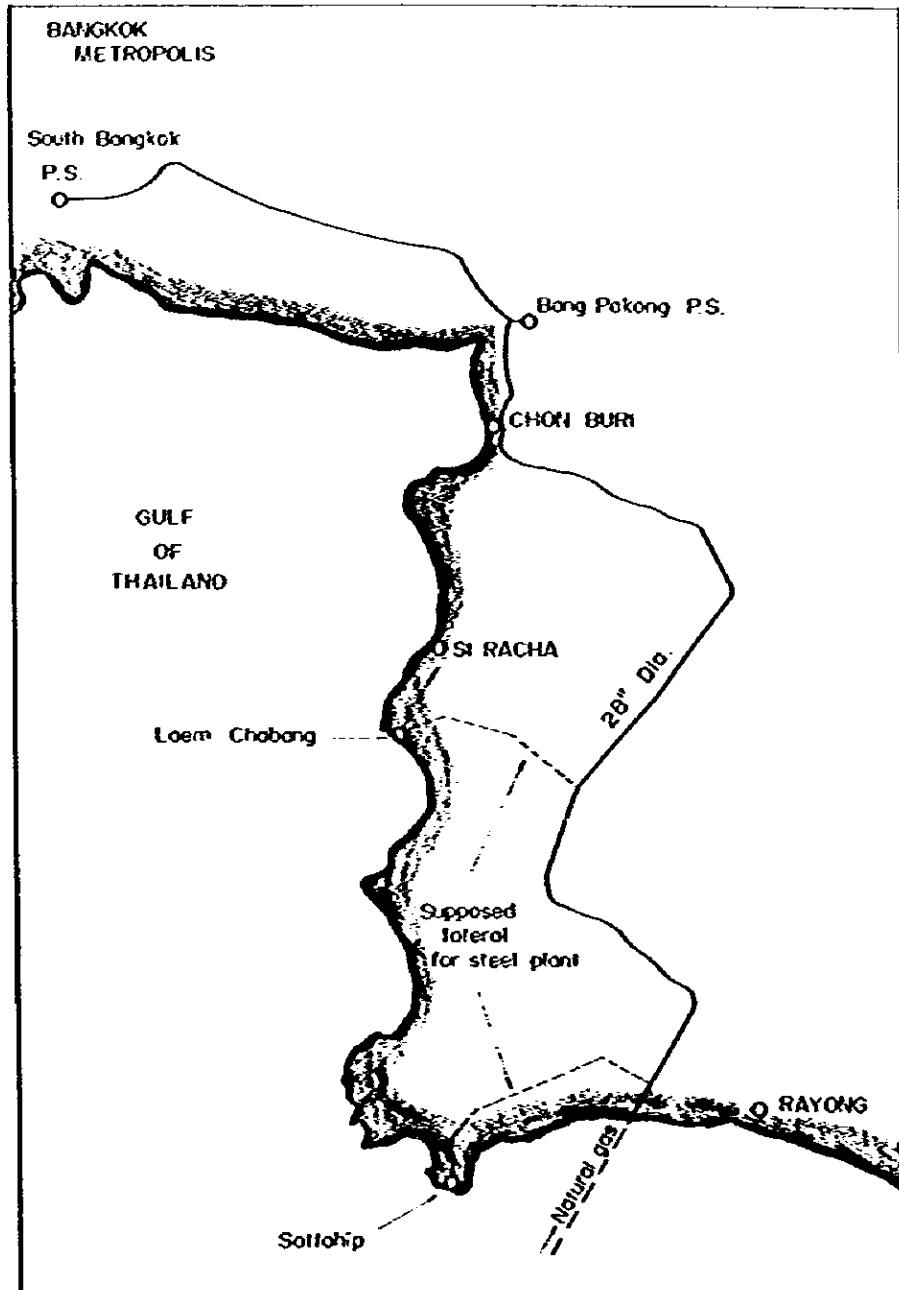 BANGKOK
METROPOLIS
South Bangkok
P.S.
Bang Pakong P.S.
CHON BURI
GULF
OF
THAILAND
SI RACHA
28" Dia.
Laem Chabang
Supposed
lateral
for steel plant
RAYONG
Natural gas
Sattahip